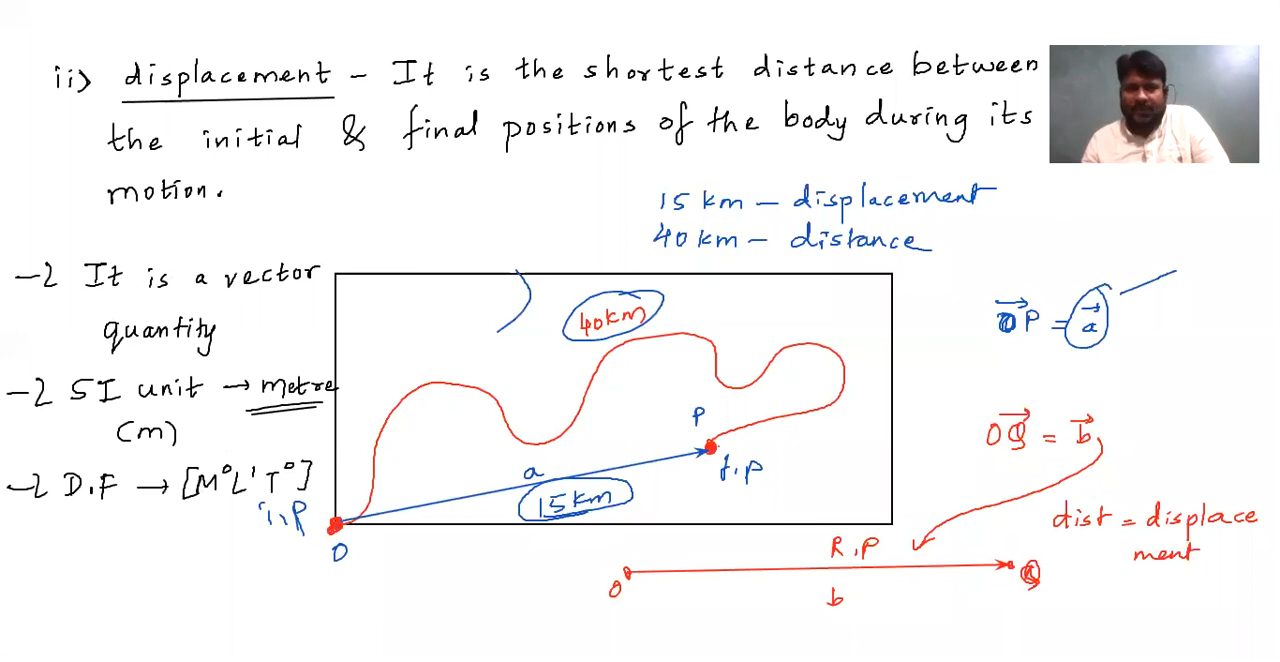 ii) displacement - It is the shortest distance between
the initial & final positions of the body during its
motion.
15 km - displacement
40 km - distance
-2 It is a vector
quantity
-2 SI unit → metre
(m)
-2 D.F → [M⁰L¹T⁰]
40km
P
f.p
a
15km
i.P
O
OP = a
OQ = b
dist = displace
ment
R.P
O
Q
b